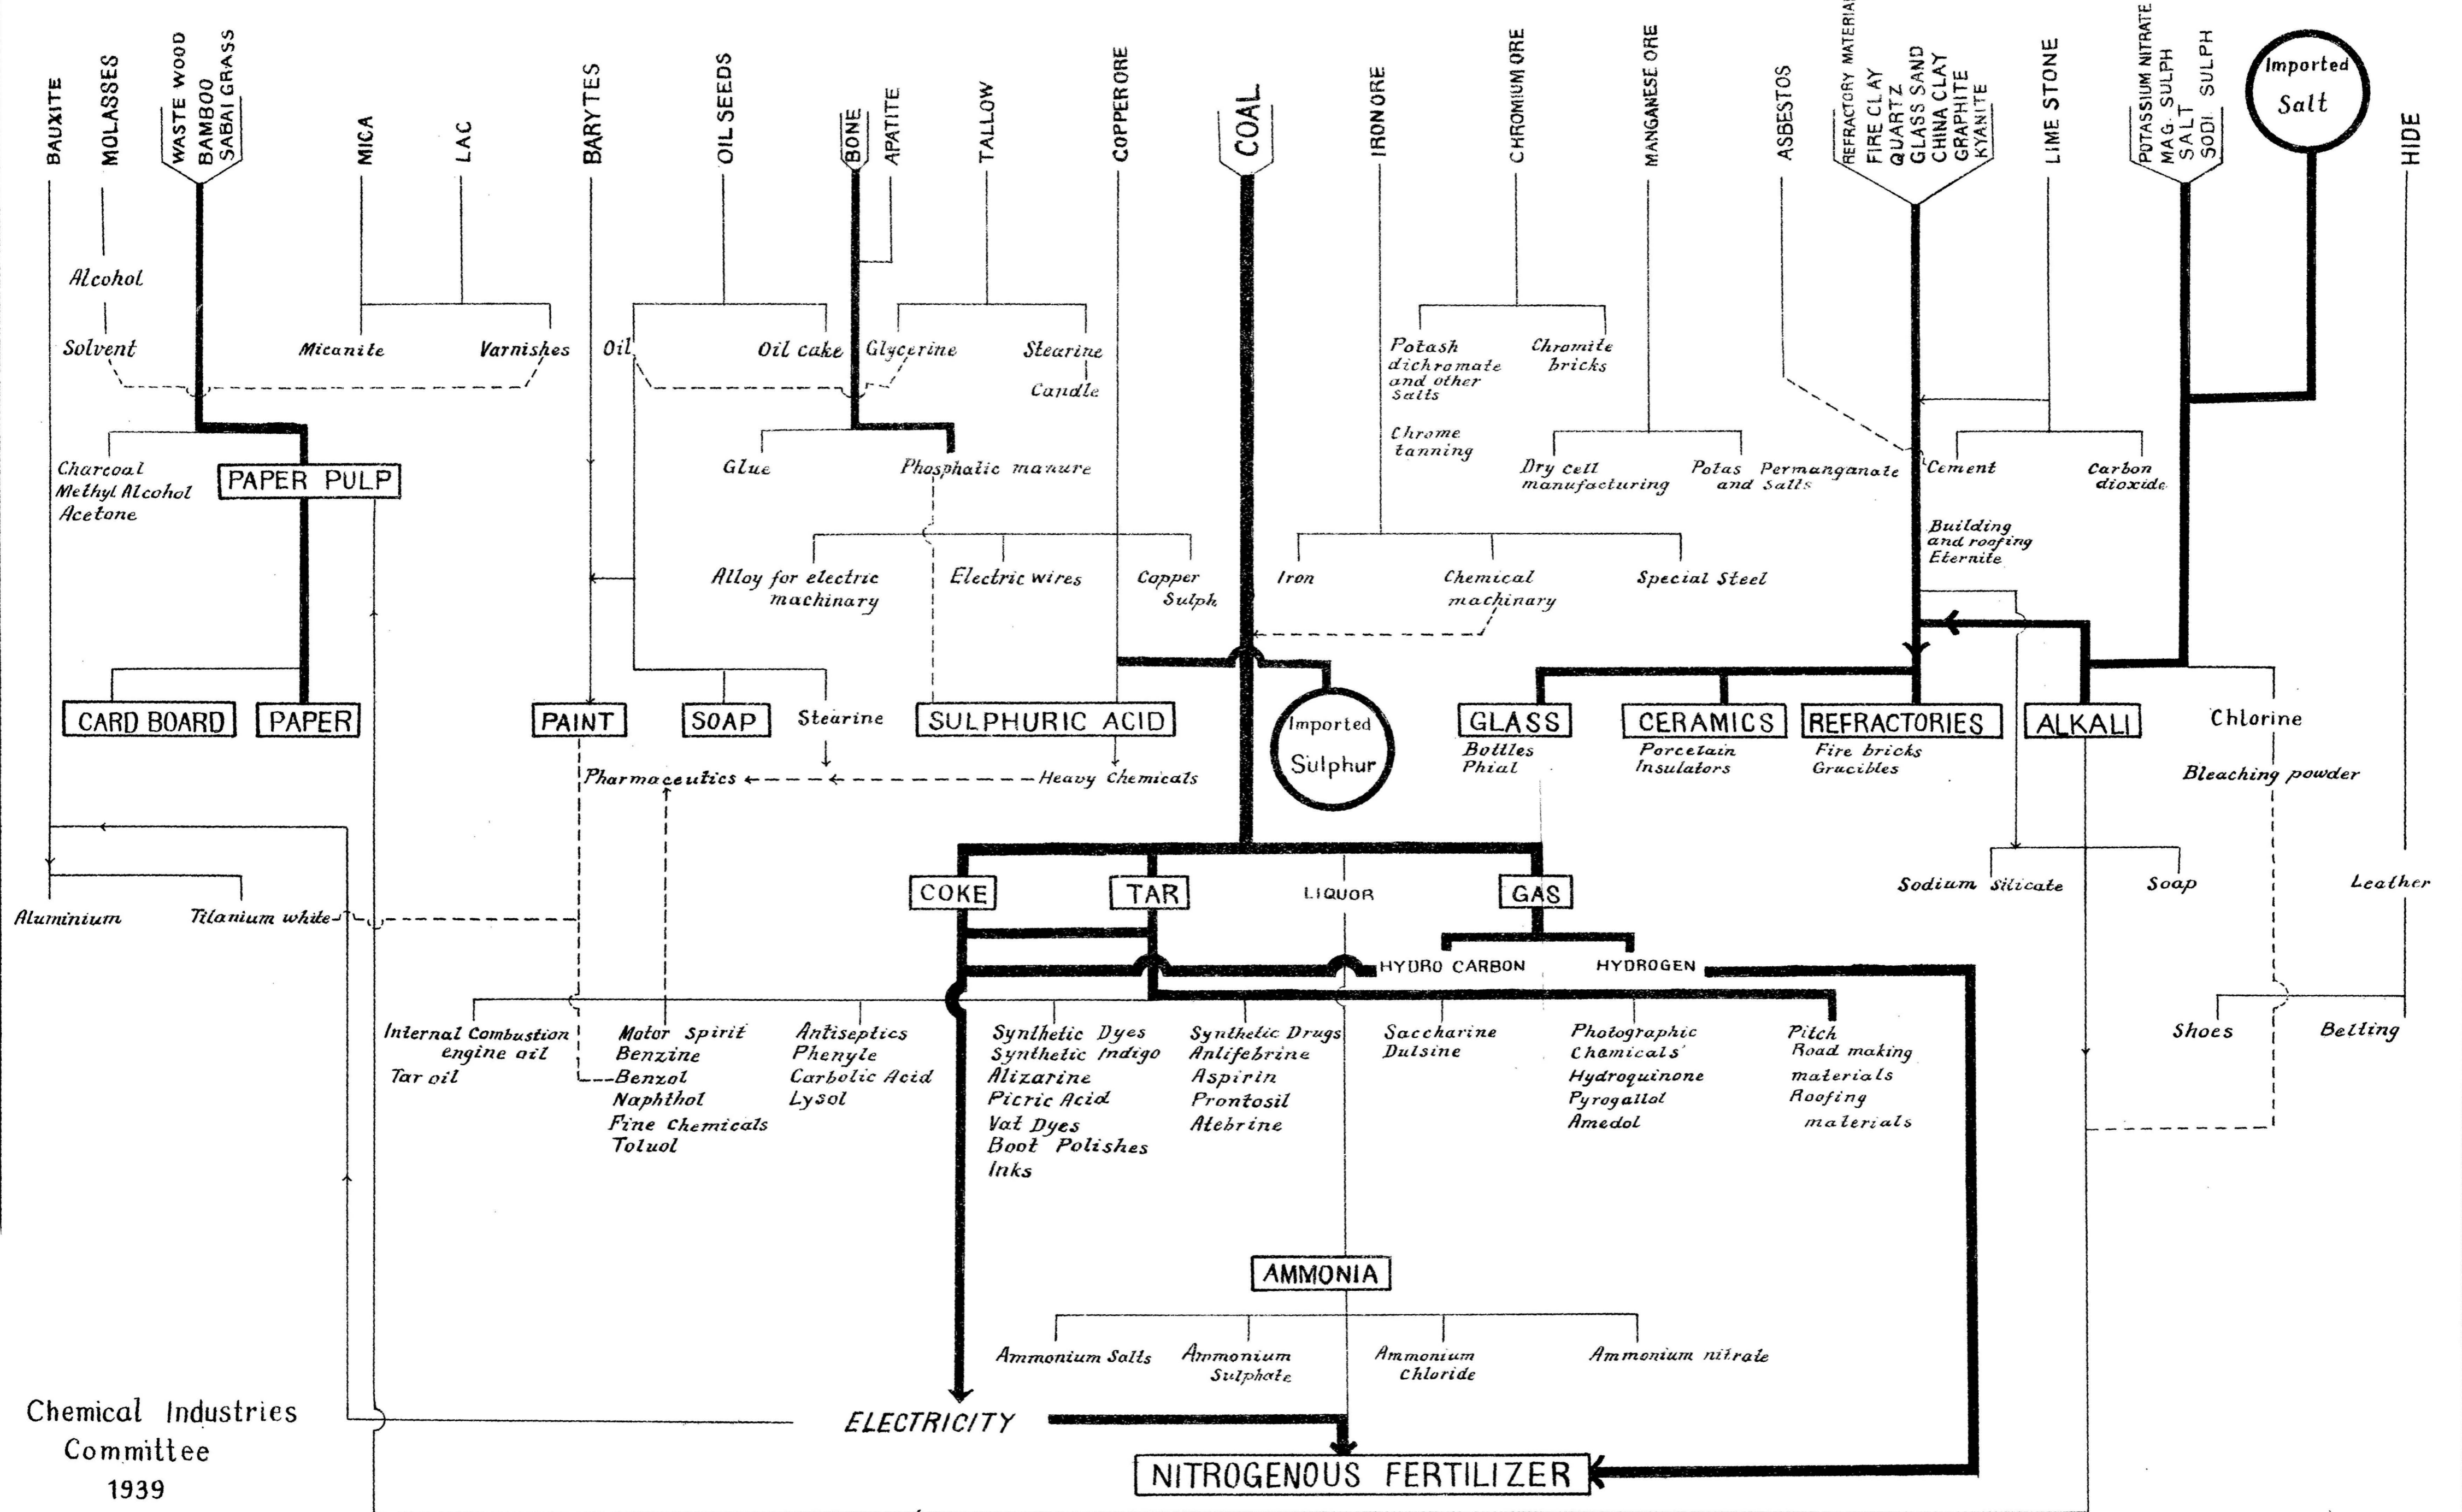 BAUXITE
MOLASSES
WASTE WOOD
BAMBOO
SABAI GRASS
MICA
LAC
BARYTES
OIL SEEDS
BONE
APATITE
TALLOW
COPPER ORE
COAL
IRON ORE
CHROMIUM ORE
MANGANESE ORE
ASBESTOS
REFRACTORY MATERIAL
FIRE CLAY
QUARTZ
GLASS SAND
CHINA CLAY
GRAPHITE
KYANITE
LIME STONE
POTASSIUM NITRATE
MAG. SULPH
SALT
SODI. SULPH
Imported
Salt
HIDE
Alcohol
Solvent
Micanite
Varnishes
Oil
Oil cake
Glycerine
Stearine
Candle
Potash
dichromate
and other
Salts
Chrome
tanning
Chromite
bricks
Charcoal
Methyl Alcohol
Acetone
PAPER PULP
Glue
Phosphatic manure
Dry cell
manufacturing
Potas Permanganate
and Salts
Cement
Carbon
dioxide
Building
and roofing
Eternite
Alloy for electric
machinary
Electric wires
Copper
Sulph
Iron
Chemical
machinary
Special Steel
CARD BOARD
PAPER
PAINT
SOAP
Stearine
SULPHURIC ACID
Imported
Sulphur
GLASS
Bottles
Phial
CERAMICS
Porcelain
Insulators
REFRACTORIES
Fire bricks
Grucibles
ALKALI
Chlorine
Bleaching powder
Pharmaceutics
Heavy Chemicals
Aluminium
Titanium white
COKE
TAR
LIQUOR
GAS
Sodium Silicate
Soap
Leather
HYDRO CARBON
HYDROGEN
Internal Combustion
engine oil
Tar oil
Motor Spirit
Benzine
Benzol
Naphthol
Fine Chemicals
Toluol
Antiseptics
Phenyle
Carbolic Acid
Lysol
Synthetic Dyes
Synthetic Indigo
Alizarine
Picric Acid
Vat Dyes
Boot Polishes
Inks
Synthetic Drugs
Antifebrine
Aspirin
Prontosil
Atebrine
Saccharine
Dulsine
Photographic
Chemicals
Hydroquinone
Pyrogallol
Amedol
Pitch
Road making
materials
Roofing
materials
Shoes
Belting
AMMONIA
Ammonium Salts
Ammonium
Sulphate
Ammonium
Chloride
Ammonium nitrate
ELECTRICITY
NITROGENOUS FERTILIZER
Chemical Industries
Committee
1939